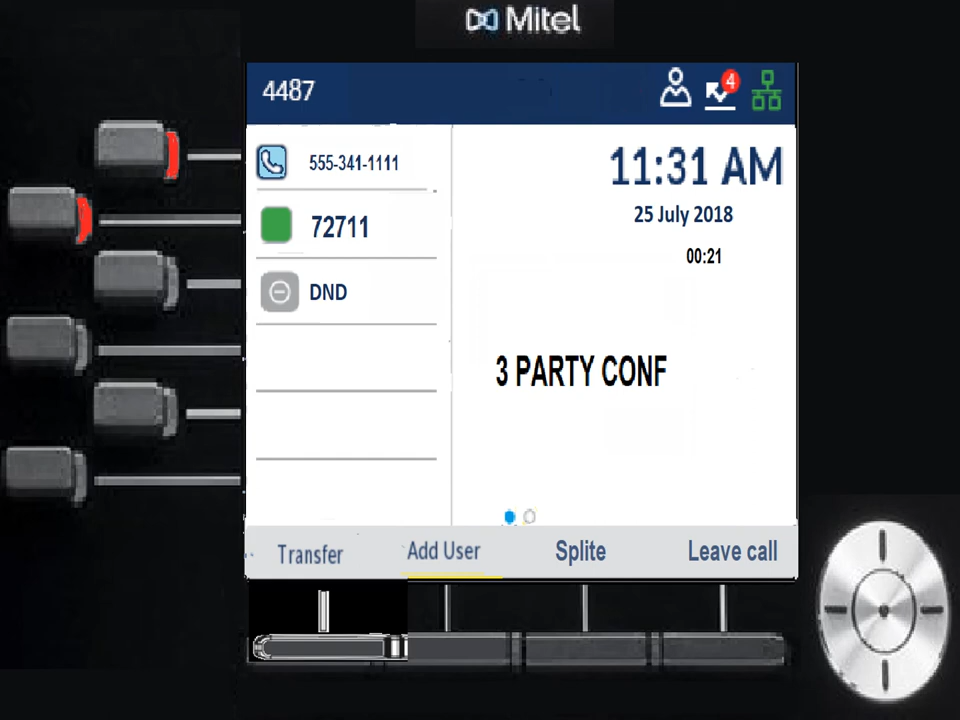 Mitel
4487
4
555-341-1111
11:31 AM
72711
25 July 2018
00:21
DND
3 PARTY CONF
Transfer
Add User
Splite
Leave call